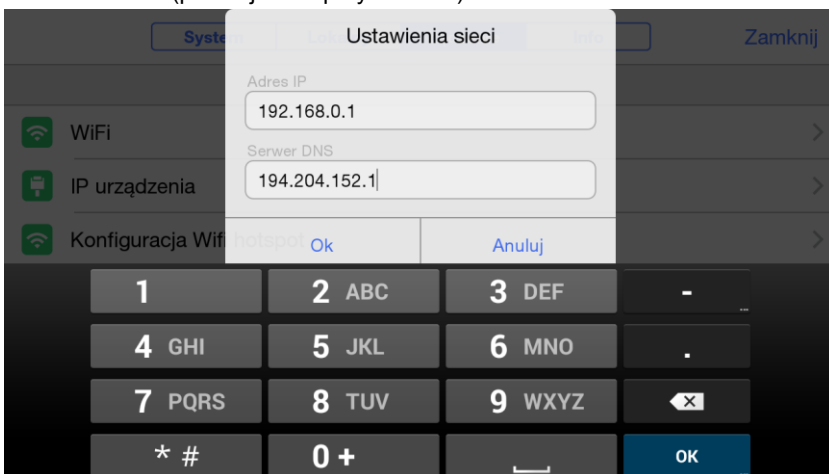 System Ustawienia sieci Info Zamknij
Adres IP
192.168.0.1
WiFi
Serwer DNS
194.204.152.1
IP urządzenia
Konfiguracja Wifi hotspot
Ok Anuluj
1 2 ABC 3 DEF -
4 GHI 5 JKL 6 MNO .
7 PQRS 8 TUV 9 WXYZ
* # 0 + OK